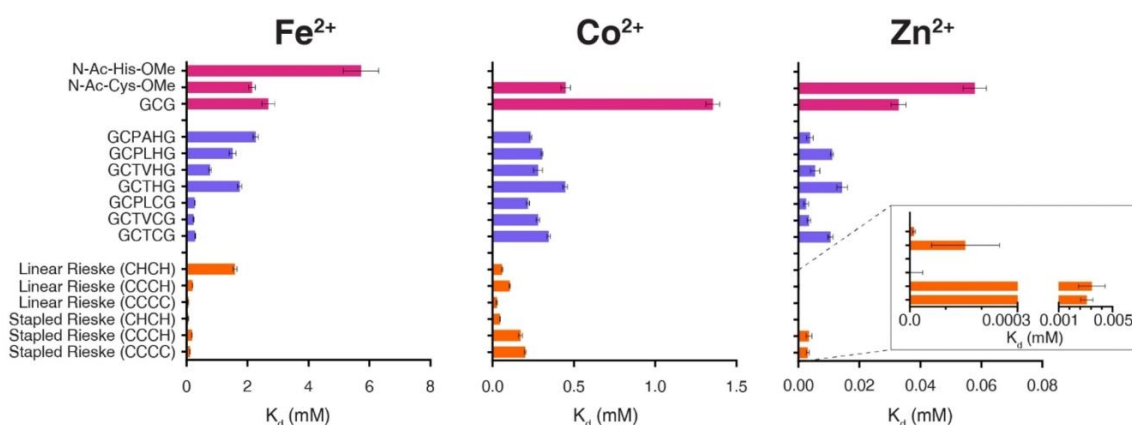 Fe2+
Co2+
Zn2+
N-Ac-His-OMe
N-Ac-Cys-OMe
GCG
GCPAHG
GCPLHG
GCTVHG
GCTHG
GCPLCG
GCTVCG
GCTCG
Linear Rieske (CHCH)
Linear Rieske (CCCH)
Linear Rieske (CCCC)
Stapled Rieske (CHCH)
Stapled Rieske (CCCH)
Stapled Rieske (CCCC)
0.0 0.0003 0.001 0.005
Kd (mM)
0 2 4 6 8
0.0 0.5 1.0 1.5
0.00 0.02 0.04 0.06 0.08
Kd (mM)
Kd (mM)
Kd (mM)